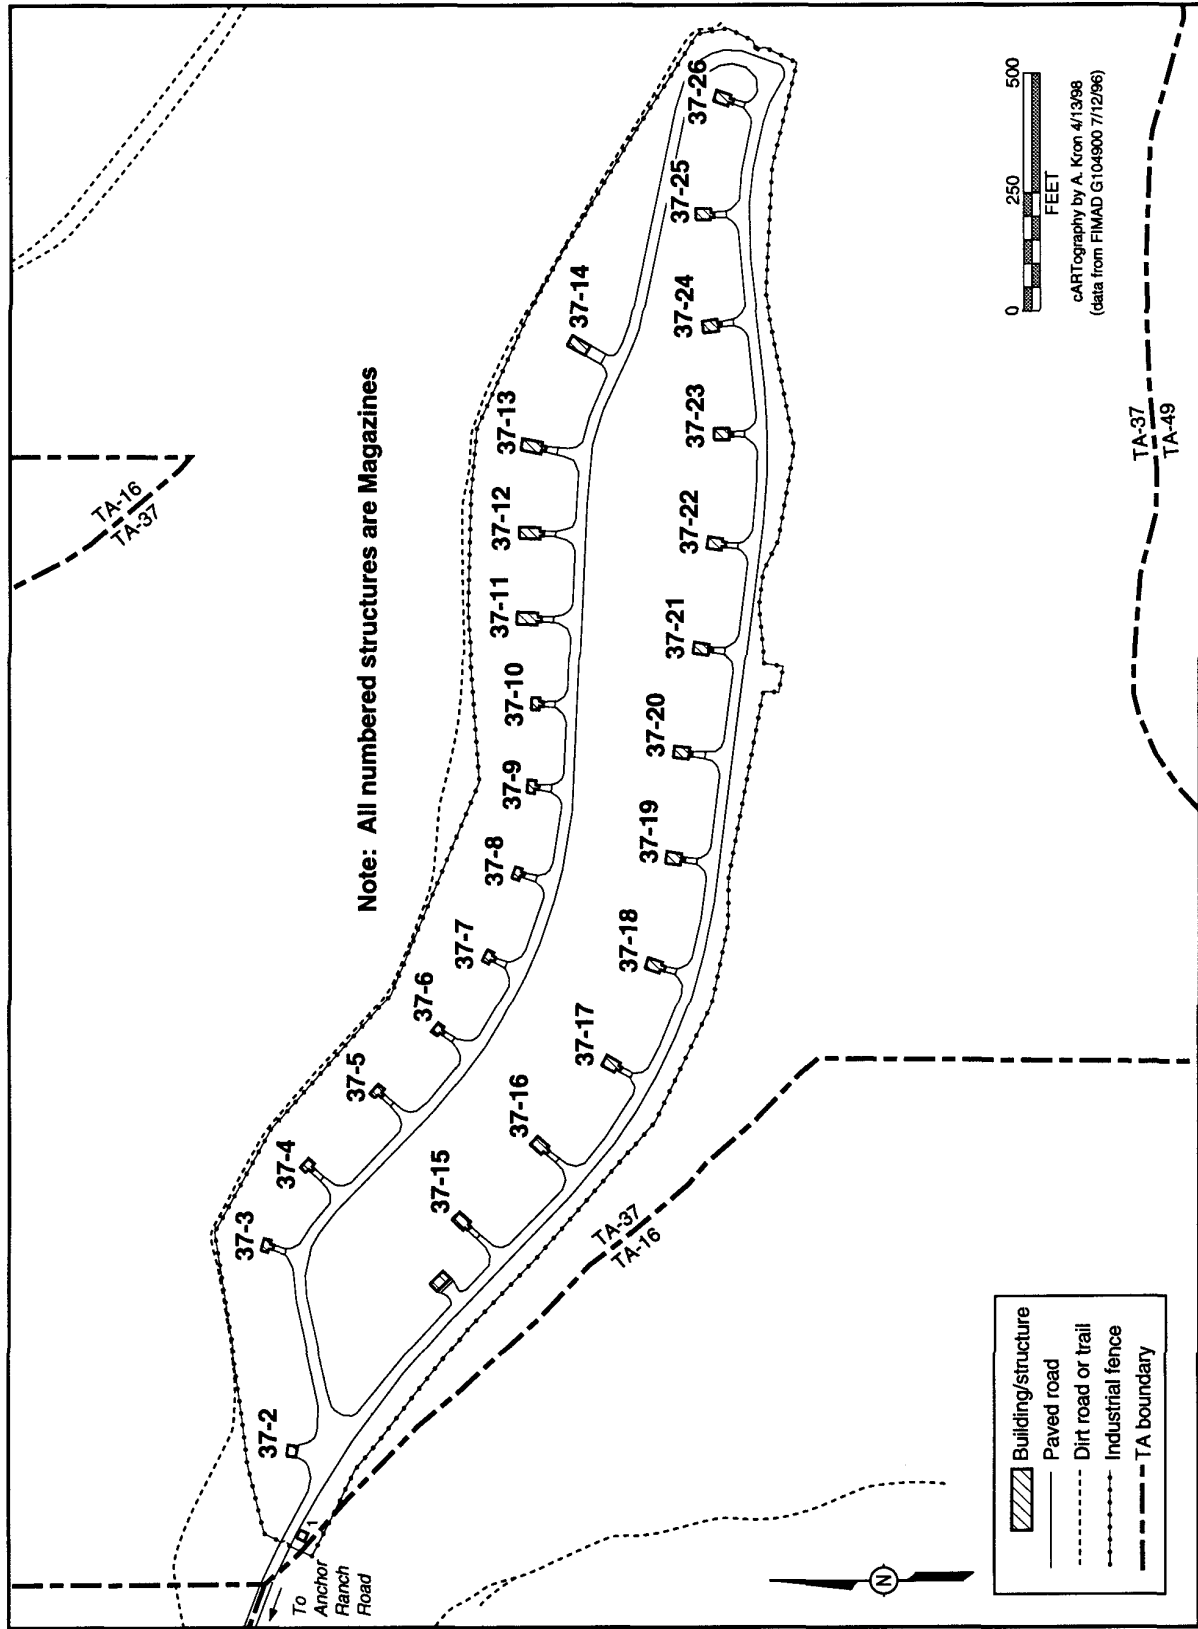 TA-16
TA-37
Note: All numbered structures are Magazines
37-2
37-3
37-4
37-5
37-6
37-7
37-8
37-9
37-10
37-11
37-12
37-13
37-14
37-15
37-16
37-17
37-18
37-19
37-20
37-21
37-22
37-23
37-24
37-25
37-26
1
To
Anchor
Ranch
Road
TA-37
TA-16
N
Building/structure
Paved road
Dirt road or trail
Industrial fence
TA boundary
TA-37
TA-49
0 250 500
FEET
cARTography by A. Kron 4/13/98
(data from FIMAD G104900 7/12/96)